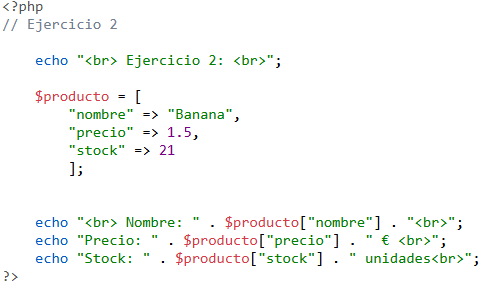 <?php
// Ejercicio 2
echo "<br> Ejercicio 2: <br>";
$producto = [
"nombre" => "Banana",
"precio" => 1.5,
"stock" => 21
];
echo "<br> Nombre: " . $producto["nombre"] . "<br>";
echo "Precio: " . $producto["precio"] . " € <br>";
echo "Stock: " . $producto["stock"] . " unidades<br>";
?>